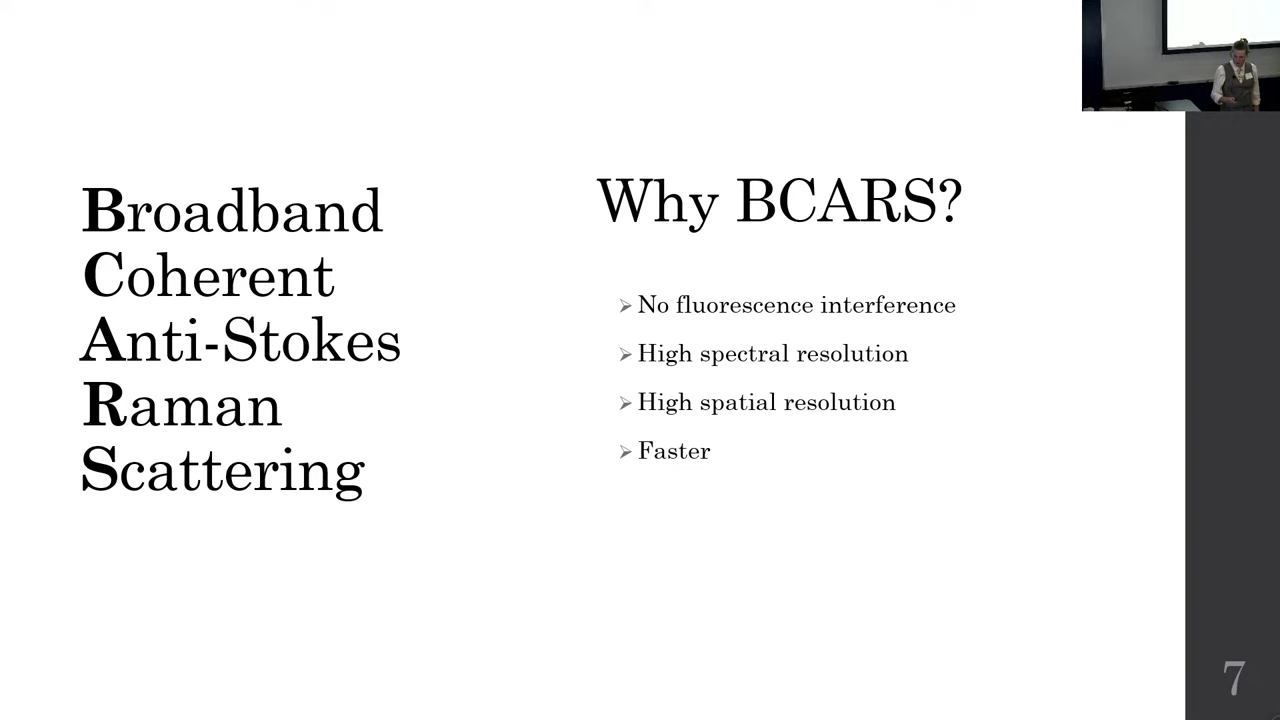 Broadband
Coherent
Anti-Stokes
Raman
Scattering
Why BCARS?
No fluorescence interference
High spectral resolution
High spatial resolution
Faster
7